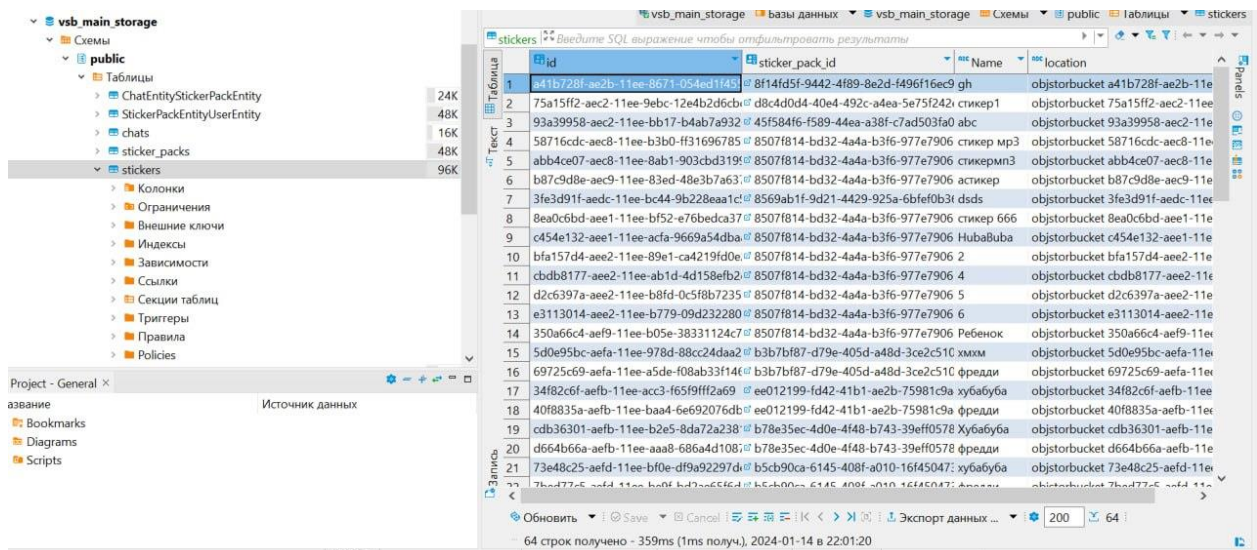 vsb_main_storage
Схемы
public
Таблицы
ChatEntityStickerPackEntity 24K
StickerPackEntityUserEntity 48K
chats 16K
sticker_packs 48K
stickers 96K
Колонки
Ограничения
Внешние ключи
Индексы
Зависимости
Ссылки
Секции таблиц
Триггеры
Правила
Policies
Project - General
азвание Источник данных
Bookmarks
Diagrams
Scripts
vsb_main_storage Базы данных vsb_main_storage Схемы public Таблицы stickers
stickers Введите SQL выражение чтобы отфильтровать результаты
Таблица
Текст
Запись
Panels
id sticker_pack_id ABC Name ABC location
1 a41b728f-ae2b-11ee-8671-054ed1f45 8f14fd5f-9442-4f89-8e2d-f496f16ec9 gh objstorbucket a41b728f-ae2b-11e
2 75a15ff2-aec2-11ee-9ebc-12e4b2d6cb d8c4d0d4-40e4-492c-a4ea-5e75f242 стикер1 objstorbucket 75a15ff2-aec2-11ee
3 93a39958-aec2-11ee-bb17-b4ab7a932 45f584f6-f589-44ea-a38f-c7ad503fa0 abc objstorbucket 93a39958-aec2-11e
4 58716cdc-aec8-11ee-b3b0-ff31696785 8507f814-bd32-4a4a-b3f6-977e7906 стикер мр3 objstorbucket 58716cdc-aec8-11e
5 abb4ce07-aec8-11ee-8ab1-903cbd319 8507f814-bd32-4a4a-b3f6-977e7906 стикермп3 objstorbucket abb4ce07-aec8-11e
6 b87c9d8e-aec9-11ee-83ed-48e3b7a63 8507f814-bd32-4a4a-b3f6-977e7906 астикер objstorbucket b87c9d8e-aec9-11e
7 3fe3d91f-aedc-11ee-bc44-9b228eaa1c 8569ab1f-9d21-4429-925a-6bfef0b3 dsds objstorbucket 3fe3d91f-aedc-11ee
8 8ea0c6bd-aee1-11ee-bf52-e76bedca37 8507f814-bd32-4a4a-b3f6-977e7906 стикер 666 objstorbucket 8ea0c6bd-aee1-11e
9 c454e132-aee1-11ee-acfa-9669a54dba 8507f814-bd32-4a4a-b3f6-977e7906 HubaBuba objstorbucket c454e132-aee1-11e
10 bfa157d4-aee2-11ee-89e1-ca4219fd0e 8507f814-bd32-4a4a-b3f6-977e7906 2 objstorbucket bfa157d4-aee2-11e
11 cbdb8177-aee2-11ee-ab1d-4d158efb2 8507f814-bd32-4a4a-b3f6-977e7906 4 objstorbucket cbdb8177-aee2-11e
12 d2c6397a-aee2-11ee-b8fd-0c5f8b7235 8507f814-bd32-4a4a-b3f6-977e7906 5 objstorbucket d2c6397a-aee2-11e
13 e3113014-aee2-11ee-b779-09d232280 8507f814-bd32-4a4a-b3f6-977e7906 6 objstorbucket e3113014-aee2-11e
14 350a66c4-aef9-11ee-b05e-38331124c7 8507f814-bd32-4a4a-b3f6-977e7906 Ребенок objstorbucket 350a66c4-aef9-11ee
15 5d0e95bc-aefa-11ee-978d-88cc24daa2 b3b7bf87-d79e-405d-a48d-3ce2c510 хмхм objstorbucket 5d0e95bc-aefa-11e
16 69725c69-aefa-11ee-a5de-f08ab33f14 b3b7bf87-d79e-405d-a48d-3ce2c510 фредди objstorbucket 69725c69-aefa-11e
17 34f82c6f-aefb-11ee-acc3-f65f9fff2a69 ee012199-fd42-41b1-ae2b-75981c9a хубабуба objstorbucket 34f82c6f-aefb-11ee
18 40f8835a-aefb-11ee-baa4-6e692076db ee012199-fd42-41b1-ae2b-75981c9a фредди objstorbucket 40f8835a-aefb-11ee
19 cdb36301-aefb-11ee-b2e5-8da72a238 b78e35ec-4d0e-4f48-b743-39eff0578 Хубабуба objstorbucket cdb36301-aefb-11e
20 d664b66a-aefb-11ee-aaa8-686a4d1087 b78e35ec-4d0e-4f48-b743-39eff0578 фредди objstorbucket d664b66a-aefb-11e
21 73e48c25-aefd-11ee-bf0e-df9a92297d b5cb90ca-6145-408f-a010-16f45047 хубабуба objstorbucket 73e48c25-aefd-11e
Обновить Save Cancel Экспорт данных ... 200 64
64 строк получено - 359ms (1ms получ.), 2024-01-14 в 22:01:20